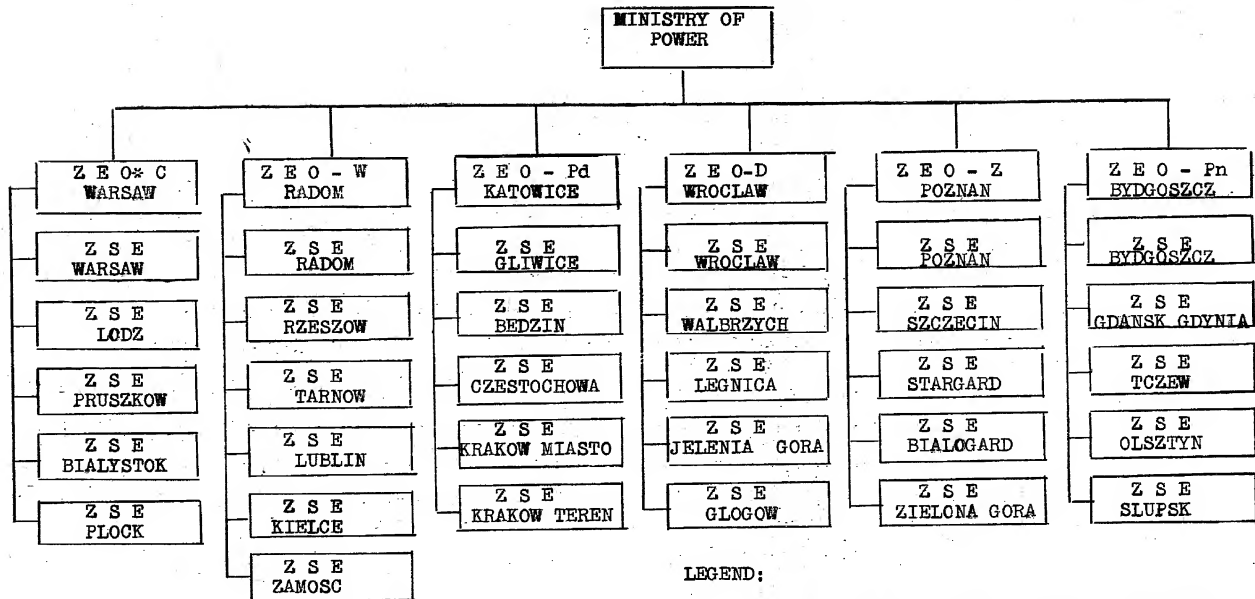 MINISTRY OF
POWER
Z E O* C
WARSAW
Z S E
WARSAW
Z S E
LODZ
Z S E
PRUSZKOW
Z S E
BIALYSTOK
Z S E
PLOCK
Z E O - W
RADOM
Z S E
RADOM
Z S E
RZESZOW
Z S E
TARNOW
Z S E
LUBLIN
Z S E
KIELCE
Z S E
ZAMOSC
Z E O - Pd
KATOWICE
Z S E
GLIWICE
Z S E
BEDZIN
Z S E
CZESTOCHOWA
Z S E
KRAKOW MIASTO
Z S E
KRAKOW TEREN
Z E O-D
WROCLAW
Z S E
WROCLAW
Z S E
WALBRZYCH
Z S E
LEGNICA
Z S E
JELENIA GORA
Z S E
GLOGOW
Z E O - Z
POZNAN
Z S E
POZNAN
Z S E
SZCZECIN
Z S E
STARGARD
Z S E
BIALOGARD
Z S E
ZIELONA GORA
Z E O - Pn
BYDGOSZCZ
Z S E
BYDGOSZCZ
Z S E
GDANSK GDYNIA
Z S E
TCZEW
Z S E
OLSZTYN
Z S E
SLUPSK
LEGEND: